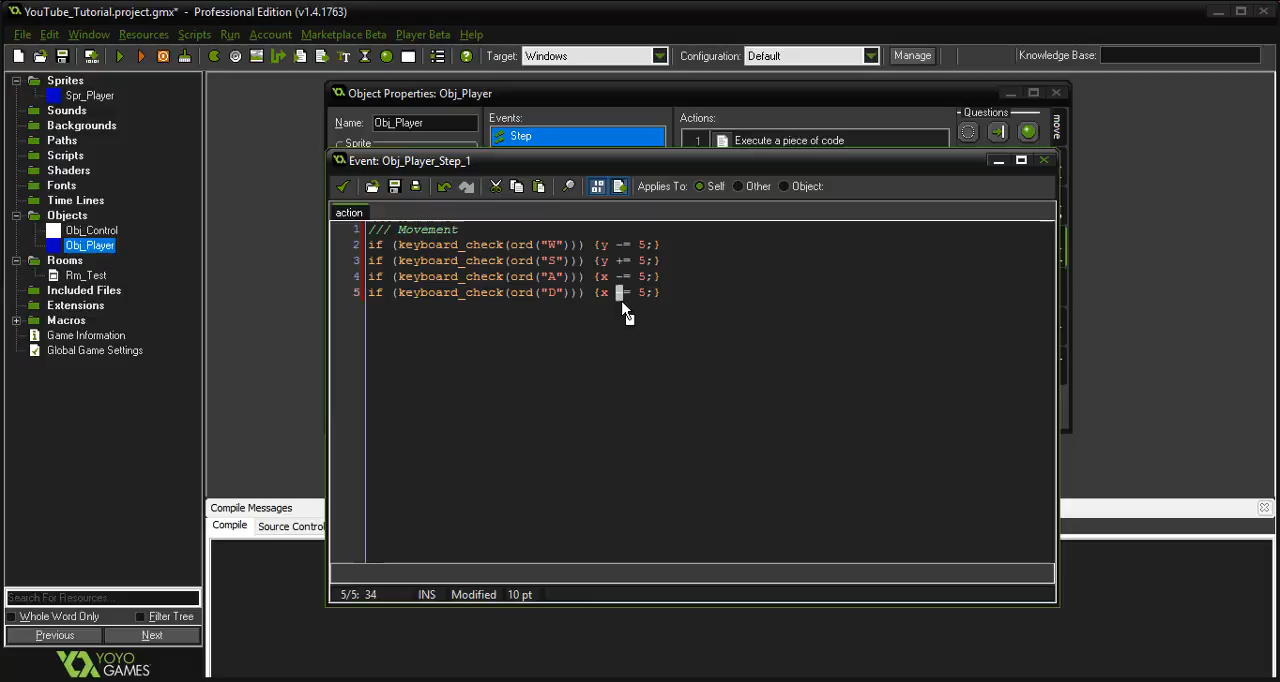 YouTube_Tutorial.project.gmx* - Professional Edition (v1.4.1763)
File Edit Window Resources Scripts Run Account Marketplace Beta Player Beta Help
Target: Windows Configuration: Default Manage Knowledge Base:
Sprites
Spr_Player
Sounds
Backgrounds
Paths
Scripts
Shaders
Fonts
Time Lines
Objects
Obj_Control
Obj_Player
Rooms
Rm_Test
Included Files
Extensions
Macros
Game Information
Global Game Settings
Search For Resources...
Whole Word Only Filter Tree
Previous Next
YOYO
GAMES
Object Properties: Obj_Player
Name: Obj_Player
Sprite
Events:
Step
Actions:
1 Execute a piece of code
Questions
move
Event: Obj_Player_Step_1
Applies To: Self Other Object:
action
1 /// Movement
2 if (keyboard_check(ord("W"))) {y -= 5;}
3 if (keyboard_check(ord("S"))) {y += 5;}
4 if (keyboard_check(ord("A"))) {x -= 5;}
5 if (keyboard_check(ord("D"))) {x -= 5;}
5/5: 34 INS Modified 10 pt
Compile Messages
Compile Source Control